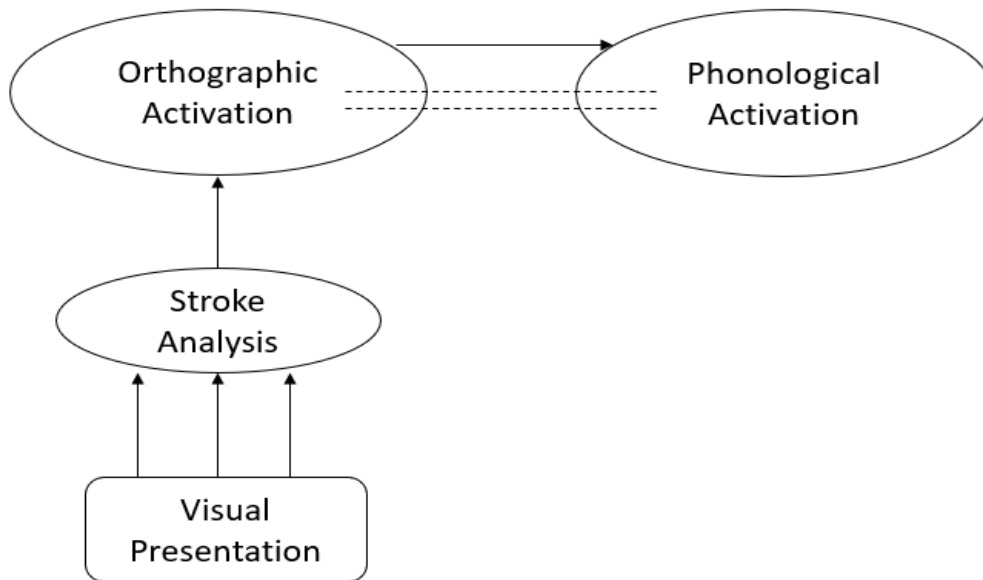 Orthographic
Activation
Phonological
Activation
Stroke
Analysis
Visual
Presentation